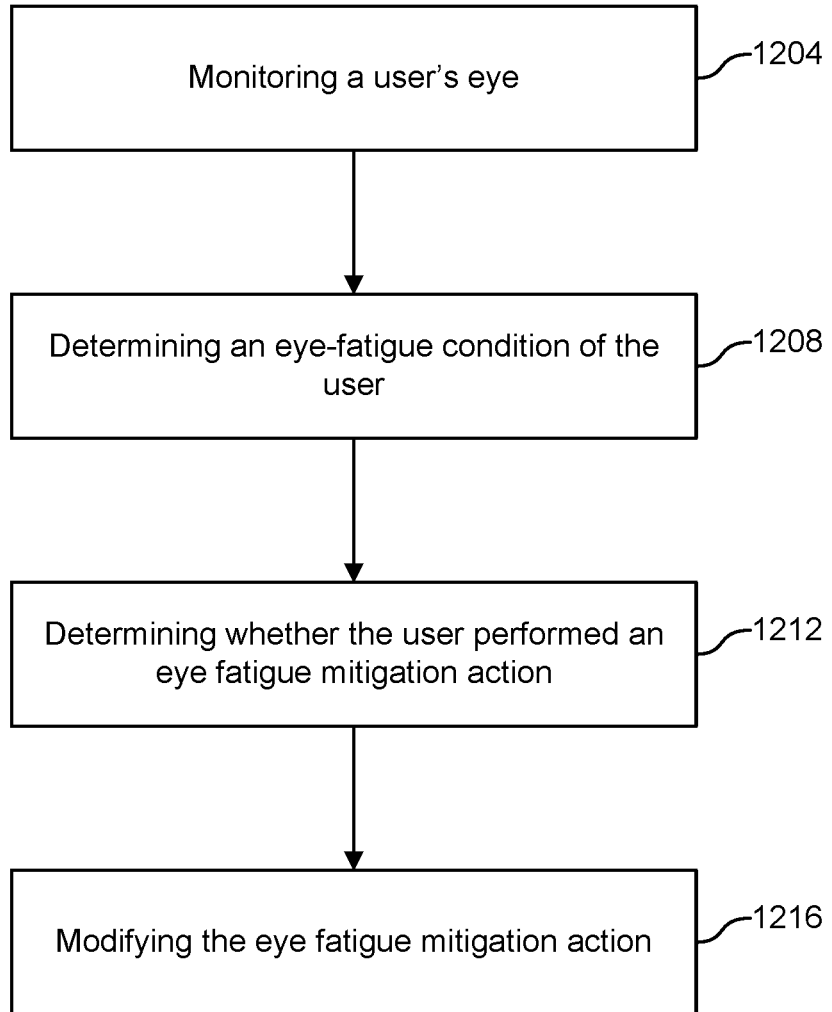 Monitoring a user's eye
1204
Determining an eye-fatigue condition of the
user
1208
Determining whether the user performed an
eye fatigue mitigation action
1212
Modifying the eye fatigue mitigation action
1216